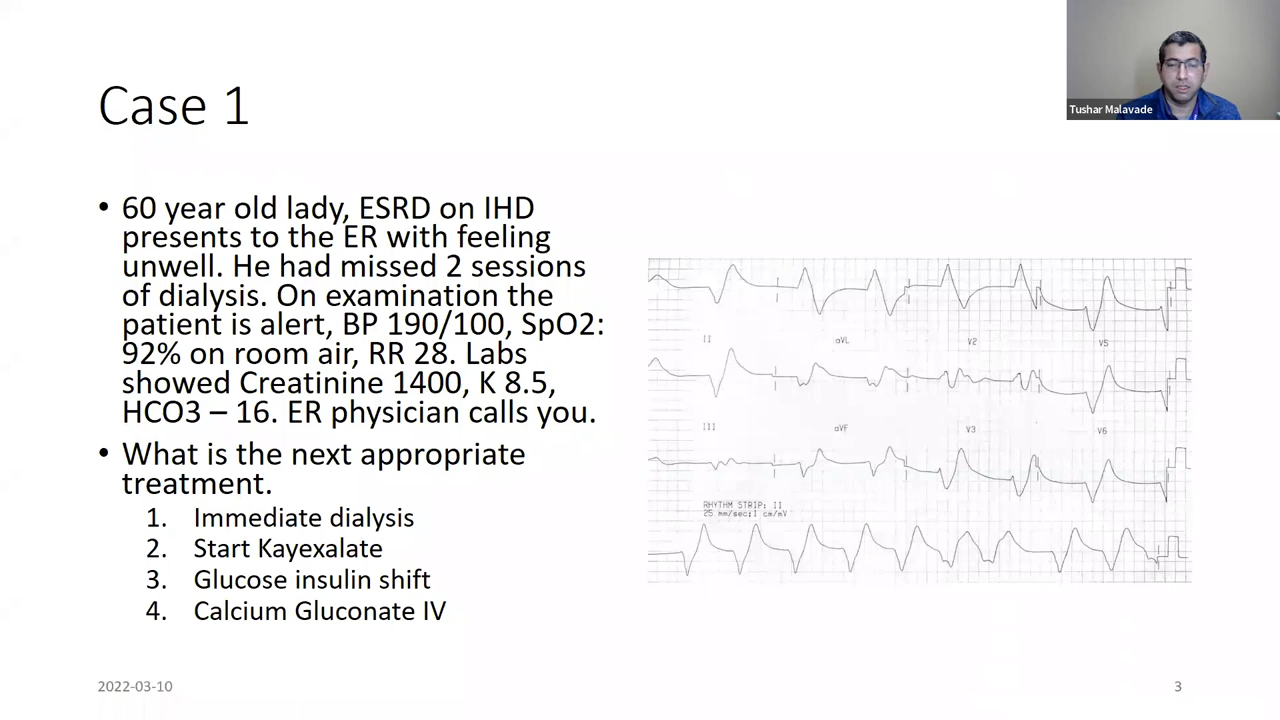 Tushar Malavade
Case 1
• 60 year old lady, ESRD on IHD
presents to the ER with feeling
unwell. He had missed 2 sessions
of dialysis. On examination the
patient is alert, BP 190/100, SpO2:
92% on room air, RR 28. Labs
showed Creatinine 1400, K 8.5,
HCO3 – 16. ER physician calls you.
• What is the next appropriate
treatment.
1. Immediate dialysis
2. Start Kayexalate
3. Glucose insulin shift
4. Calcium Gluconate IV
II aVL V2 V5
III aVF V3 V6
RHYTHM STRIP: II
25 mm/sec;1 cm/mV
2022-03-10
3